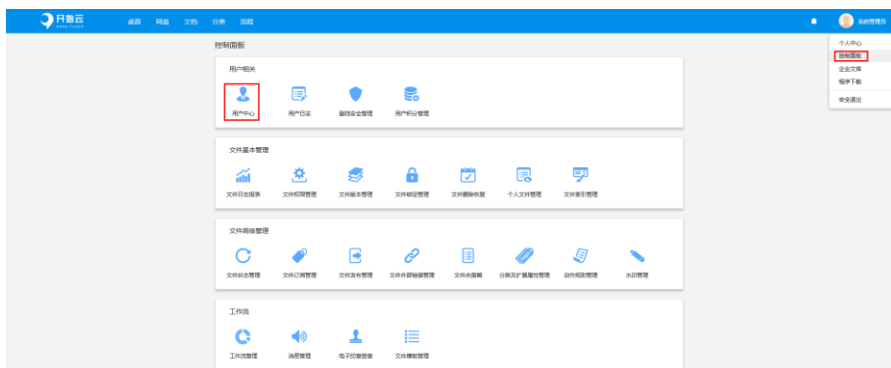 开始云
桌面 网盘 文档 分类 流程
系统管理员
个人中心
控制面板
企业文库
程序下载
安全退出
控制面板
用户相关
用户中心 用户日志 登陆安全管理 用户积分管理
文件基本管理
文件日志报表 文件权限管理 文件版本管理 文件锁定管理 文件删除恢复 个人文件管理 文件索引管理
文件高级管理
文件状态管理 文件订阅管理 文件发布管理 文件外部链接管理 文件夹策略 分类及扩展属性管理 动作规则管理 水印管理
工作流
工作流管理 消息管理 电子印章签章 文件模板管理